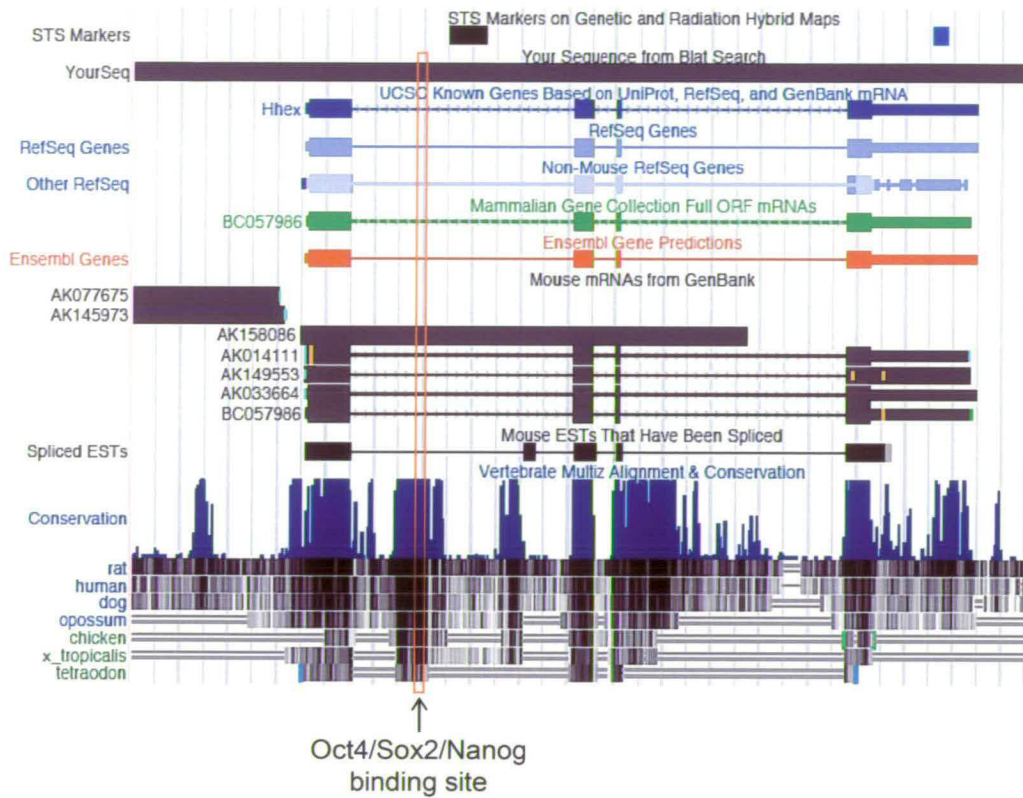 STS Markers on Genetic and Radiation Hybrid Maps
STS Markers
Your Sequence from Blat Search
YourSeq
UCSC Known Genes Based on UniProt, RefSeq, and GenBank mRNA
Hhex
RefSeq Genes
RefSeq Genes
Non-Mouse RefSeq Genes
Other RefSeq
Mammalian Gene Collection Full ORF mRNAs
BC057986
Ensembl Gene Predictions
Ensembl Genes
Mouse mRNAs from GenBank
AK077675
AK145973
AK158086
AK014111
AK149553
AK033664
BC057986
Mouse ESTs That Have Been Spliced
Spliced ESTs
Vertebrate Multiz Alignment & Conservation
Conservation
rat
human
dog
opossum
chicken
x_tropicalis
tetraodon
Oct4/Sox2/Nanog
binding site